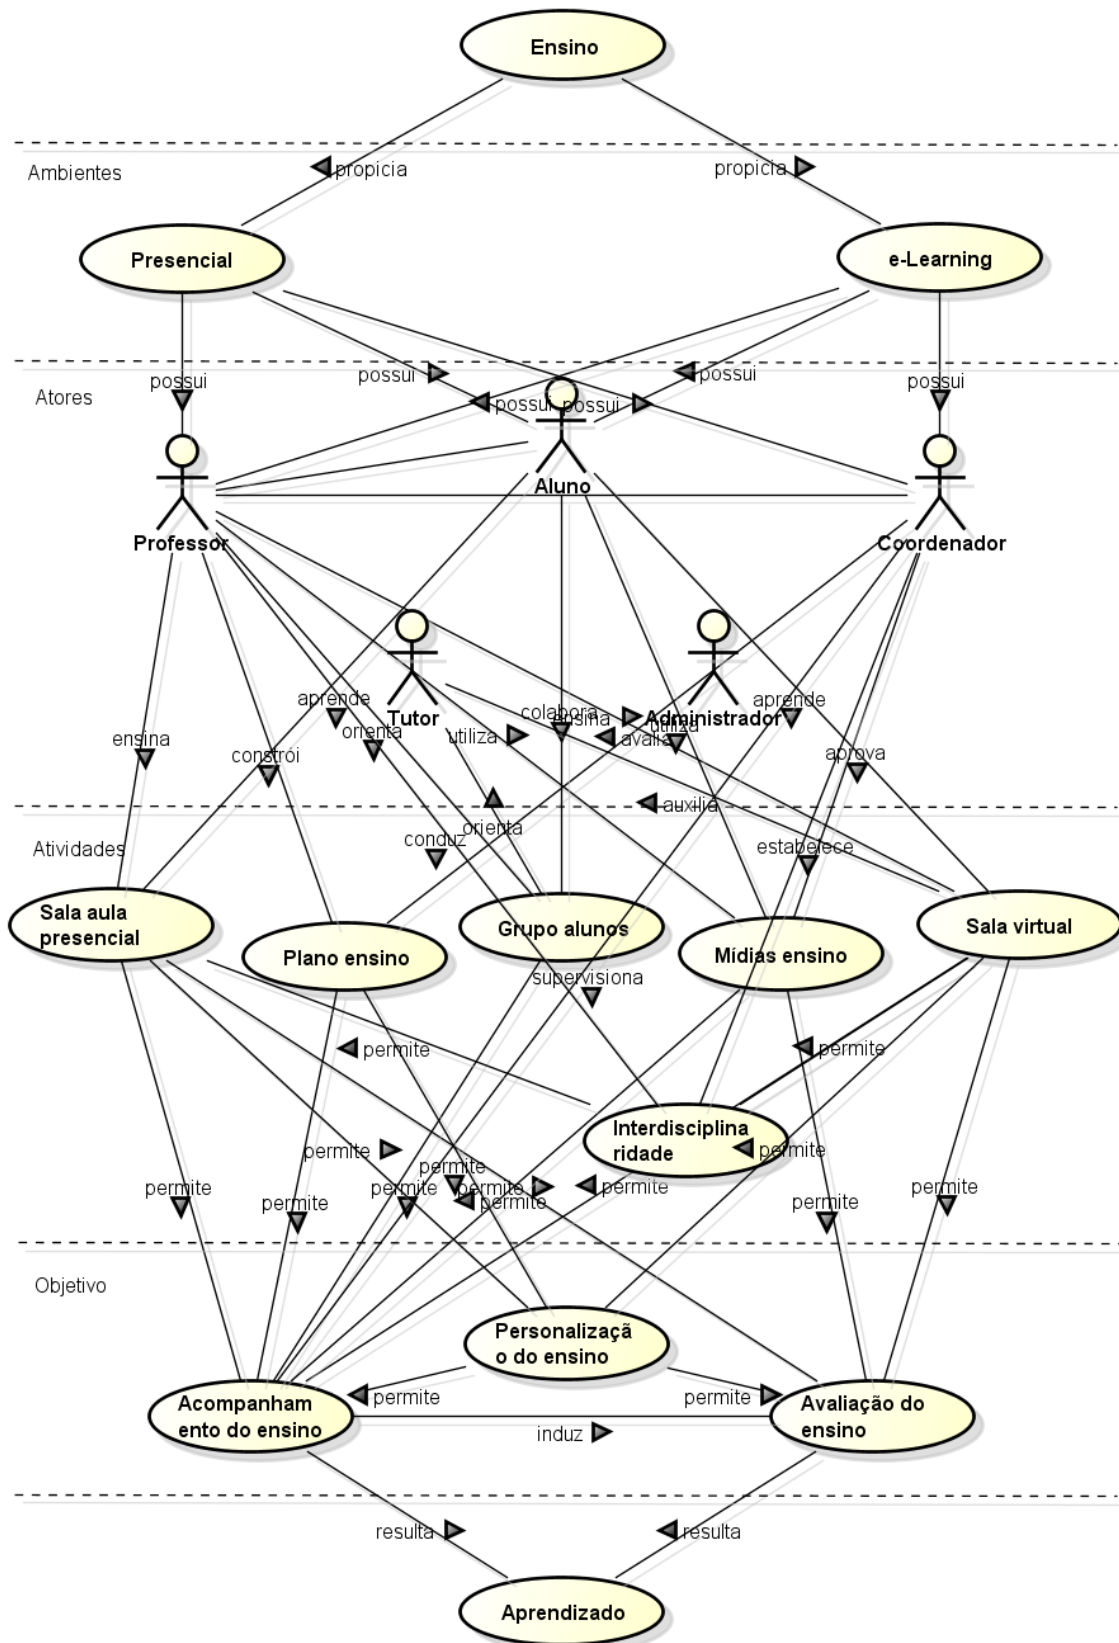 Ensino
Ambientes
propicia
propicia
Presencial
e-Learning
Atores
possui
possui
possui
possui
possui
possui
Aluno
Professor
Coordenador
Tutor
Administrador
aprende
orienta
ensina
constrói
utiliza
colabora
ensina
avalia
utiliza
aprende
aprova
auxilia
orienta
conduz
estabelece
Atividades
Sala aula
presencial
Plano ensino
Grupo alunos
Mídias ensino
Sala virtual
supervisiona
permite
permite
Interdisciplina
ridade
permite
permite
permite
permite
permite
permite
permite
permite
permite
permite
permite
Objetivo
Personalizaçã
o do ensino
permite
permite
Acompanham
ento do ensino
Avaliação do
ensino
induz
resulta
resulta
Aprendizado